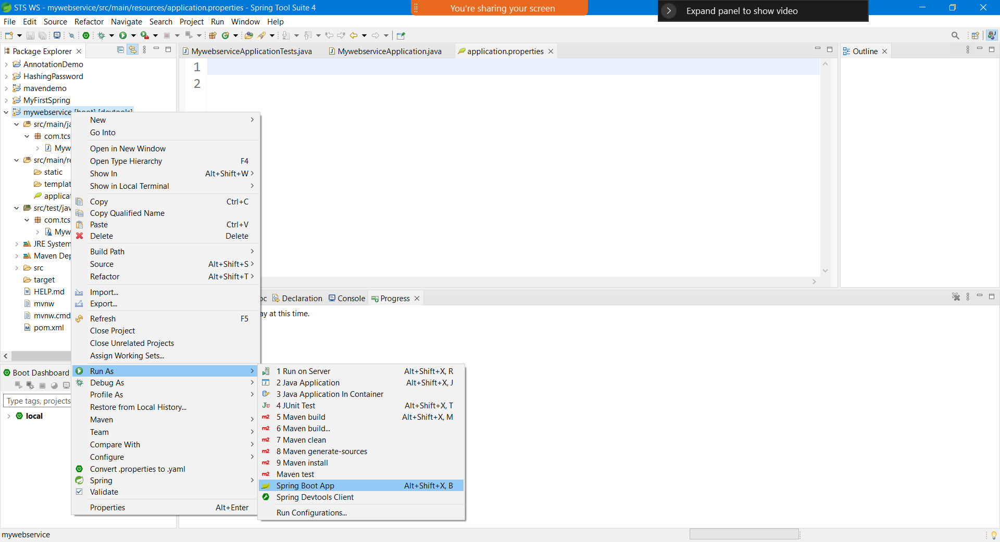 STS WS - mywebservice/src/main/resources/application.properties - Spring Tool Suite 4
You're sharing your screen
Expand panel to show video
File Edit Source Refactor Navigate Search Project Run Window Help
Package Explorer
MywebserviceApplicationTests.java
MywebserviceApplication.java
application.properties
Outline
1
2
AnnotationDemo
HashingPassword
mavendemo
MyFirstSpring
mywebservice [boot] [devtools]
src/main/ja
com.tcs
Myw
src/main/re
static
templat
applicat
src/test/jav
com.tcs
Myw
JRE System
Maven Dep
src
target
HELP.md
mvnw
mvnw.cmd
pom.xml
New
Go Into
Open in New Window
Open Type Hierarchy F4
Show In Alt+Shift+W
Show in Local Terminal
Copy Ctrl+C
Copy Qualified Name
Paste Ctrl+V
Delete Delete
Build Path
Source Alt+Shift+S
Refactor Alt+Shift+T
Import...
Export...
Refresh F5
Close Project
Close Unrelated Projects
Assign Working Sets...
Run As
Debug As
Profile As
Restore from Local History...
Maven
Team
Compare With
Configure
Convert .properties to .yaml
Spring
Validate
Properties Alt+Enter
1 Run on Server Alt+Shift+X, R
2 Java Application Alt+Shift+X, J
3 Java Application In Container
4 JUnit Test Alt+Shift+X, T
5 Maven build Alt+Shift+X, M
6 Maven build...
7 Maven clean
8 Maven generate-sources
9 Maven install
Maven test
Spring Boot App Alt+Shift+X, B
Spring Devtools Client
Run Configurations...
oc Declaration Console Progress
ay at this time.
Boot Dashboard
Type tags, projects
local
mywebservice